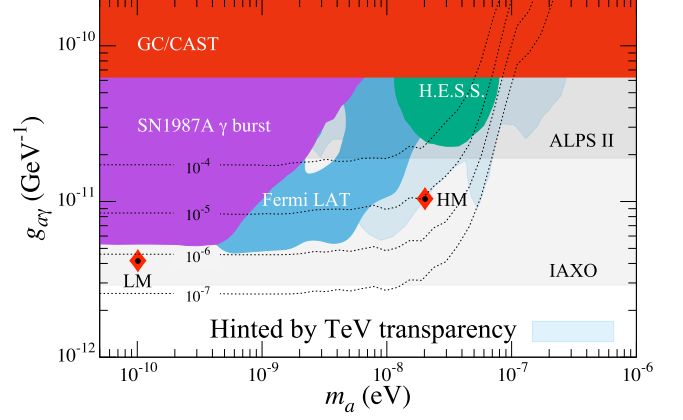 10⁻¹⁰
GC/CAST
H.E.S.S.
SN1987A γ burst
ALPS II
10⁻⁴
10⁻¹¹
Fermi LAT
HM
10⁻⁵
g_aγ (GeV⁻¹)
10⁻⁶
LM
IAXO
10⁻⁷
Hinted by TeV transparency
10⁻¹²
10⁻¹⁰ 10⁻⁹ 10⁻⁸ 10⁻⁷ 10⁻⁶
m_a (eV)